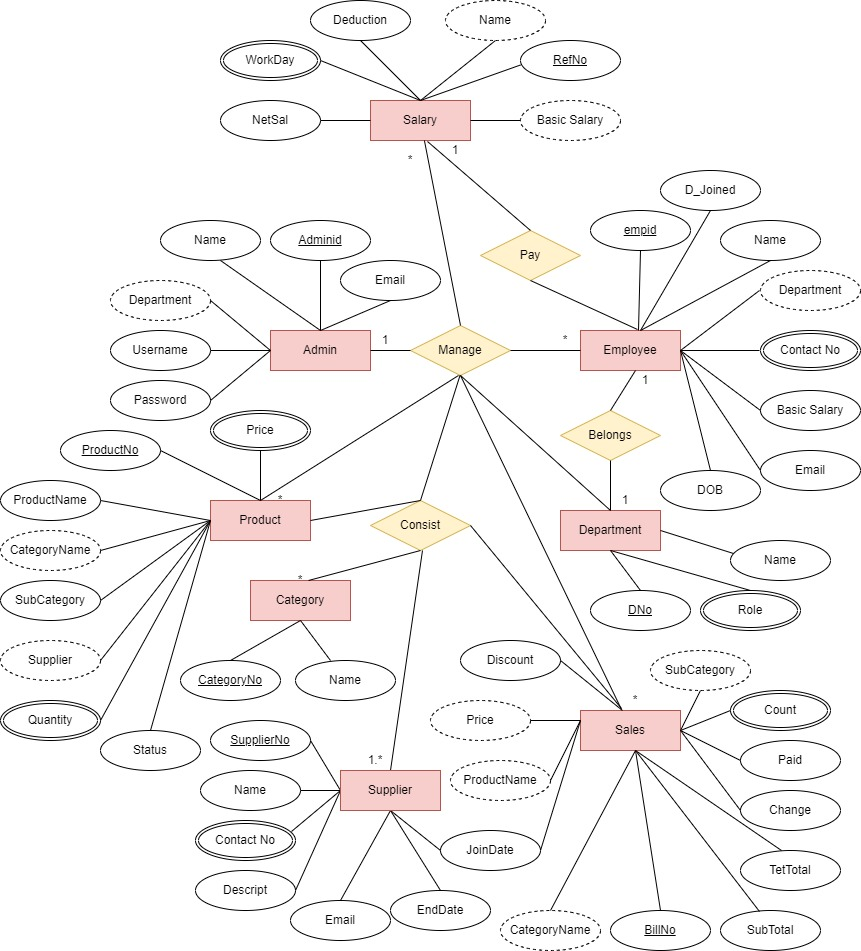 Deduction
Name
WorkDay
RefNo
NetSal
Salary
Basic Salary
*
1
D_Joined
Name
Adminid
Pay
empid
Name
Email
Department
Department
Username
Admin
1
Manage
*
Employee
Contact No
Password
1
Basic Salary
Price
Belongs
ProductNo
Email
DOB
ProductName
*
1
Product
Consist
Department
CategoryName
Name
*
SubCategory
Category
DNo
Role
Supplier
Discount
SubCategory
CategoryNo
Name
*
Quantity
Price
Sales
Count
Status
SupplierNo
1.*
Paid
Name
Supplier
ProductName
Change
Contact No
JoinDate
TetTotal
Descript
Email
EndDate
CategoryName
BillNo
SubTotal